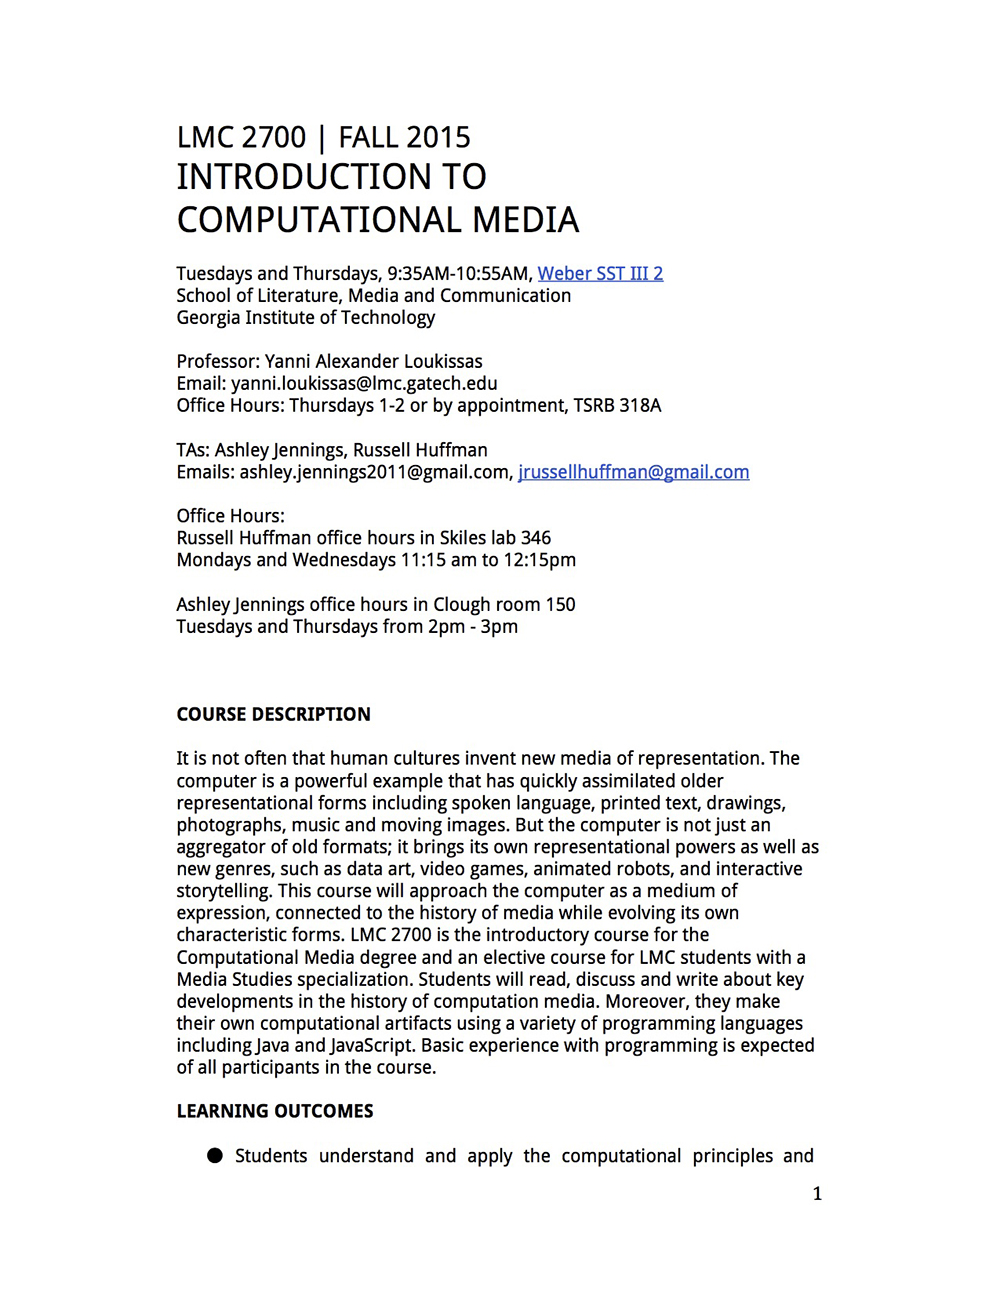 LMC 2700 | FALL 2015
INTRODUCTION TO
COMPUTATIONAL MEDIA
Tuesdays and Thursdays, 9:35AM-10:55AM, Weber SST III 2
School of Literature, Media and Communication
Georgia Institute of Technology
Professor: Yanni Alexander Loukissas
Email: yanni.loukissas@lmc.gatech.edu
Office Hours: Thursdays 1-2 or by appointment, TSRB 318A
TAs: Ashley Jennings, Russell Huffman
Emails: ashley.jennings2011@gmail.com, jrussellhuffman@gmail.com
Office Hours:
Russell Huffman office hours in Skiles lab 346
Mondays and Wednesdays 11:15 am to 12:15pm
Ashley Jennings office hours in Clough room 150
Tuesdays and Thursdays from 2pm - 3pm
COURSE DESCRIPTION
It is not often that human cultures invent new media of representation. The
computer is a powerful example that has quickly assimilated older
representational forms including spoken language, printed text, drawings,
photographs, music and moving images. But the computer is not just an
aggregator of old formats; it brings its own representational powers as well as
new genres, such as data art, video games, animated robots, and interactive
storytelling. This course will approach the computer as a medium of
expression, connected to the history of media while evolving its own
characteristic forms. LMC 2700 is the introductory course for the
Computational Media degree and an elective course for LMC students with a
Media Studies specialization. Students will read, discuss and write about key
developments in the history of computation media. Moreover, they make
their own computational artifacts using a variety of programming languages
including Java and JavaScript. Basic experience with programming is expected
of all participants in the course.
LEARNING OUTCOMES
● Students understand and apply the computational principles and
1